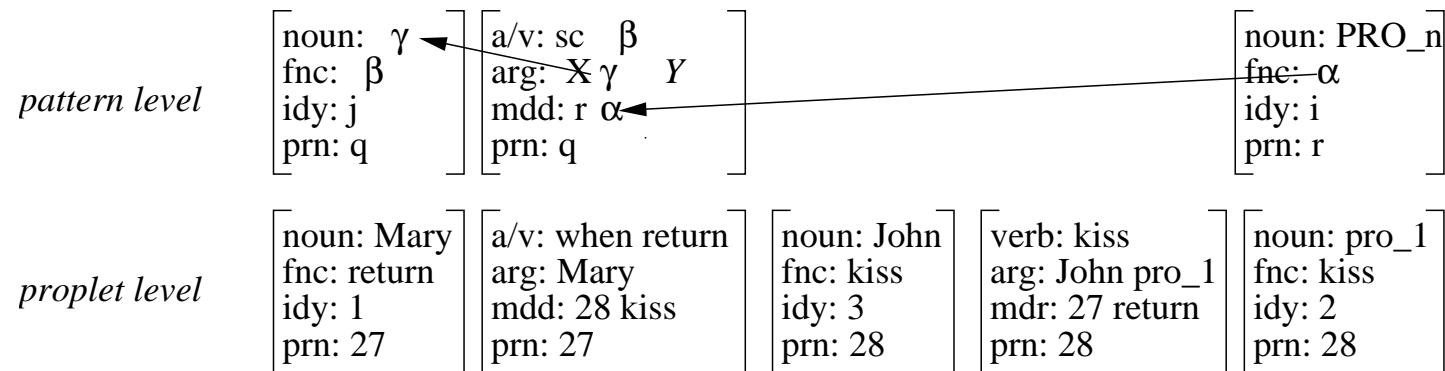 noun: γ a/v: sc β noun: PRO_n
fnc: β arg: X γ Y fnc: α
pattern level idy: j mdd: r α idy: i
prn: q prn: q prn: r
noun: Mary a/v: when return noun: John verb: kiss noun: pro_1
fnc: return arg: Mary fnc: kiss arg: John pro_1 fnc: kiss
proplet level idy: 1 mdd: 28 kiss idy: 3 mdr: 27 return idy: 2
prn: 27 prn: 27 prn: 28 prn: 28 prn: 28